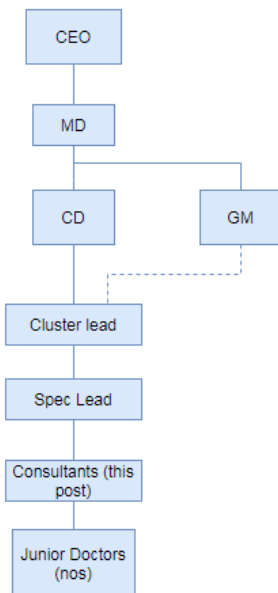 CEO
MD
CD
GM
Cluster lead
Spec Lead
Consultants (this
post)
Junior Doctors
(nos)